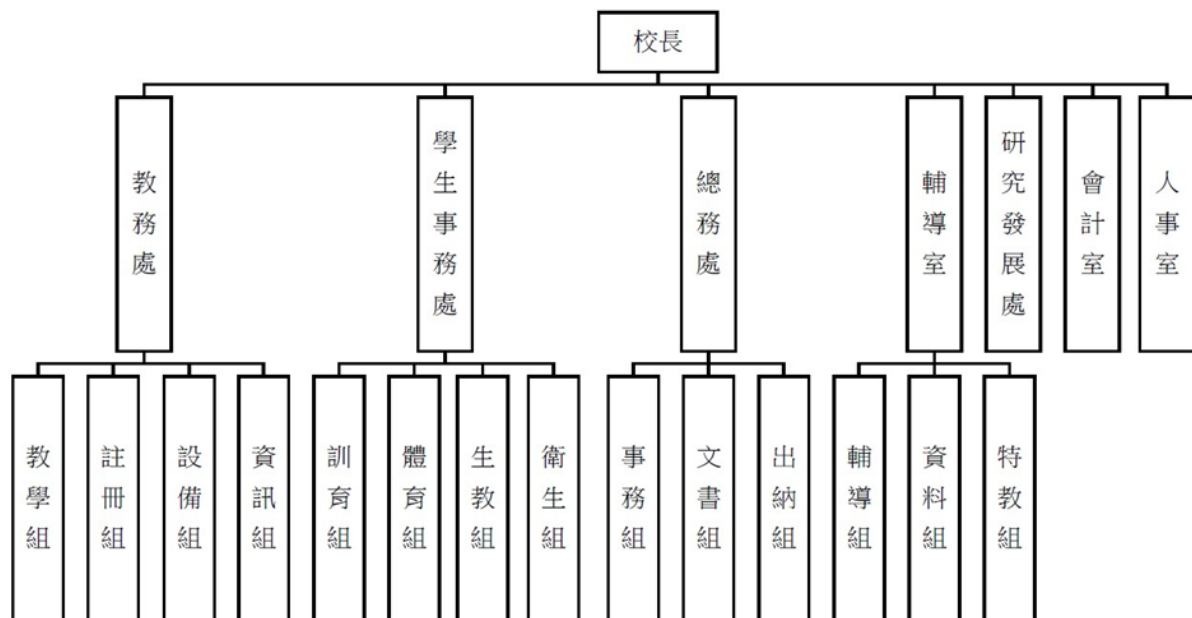 校長
教務處
學生事務處
總務處
輔導室
研究發展處
會計室
人事室
教學組
註冊組
設備組
資訊組
訓育組
體育組
生教組
衛生組
事務組
文書組
出納組
輔導組
資料組
特教組